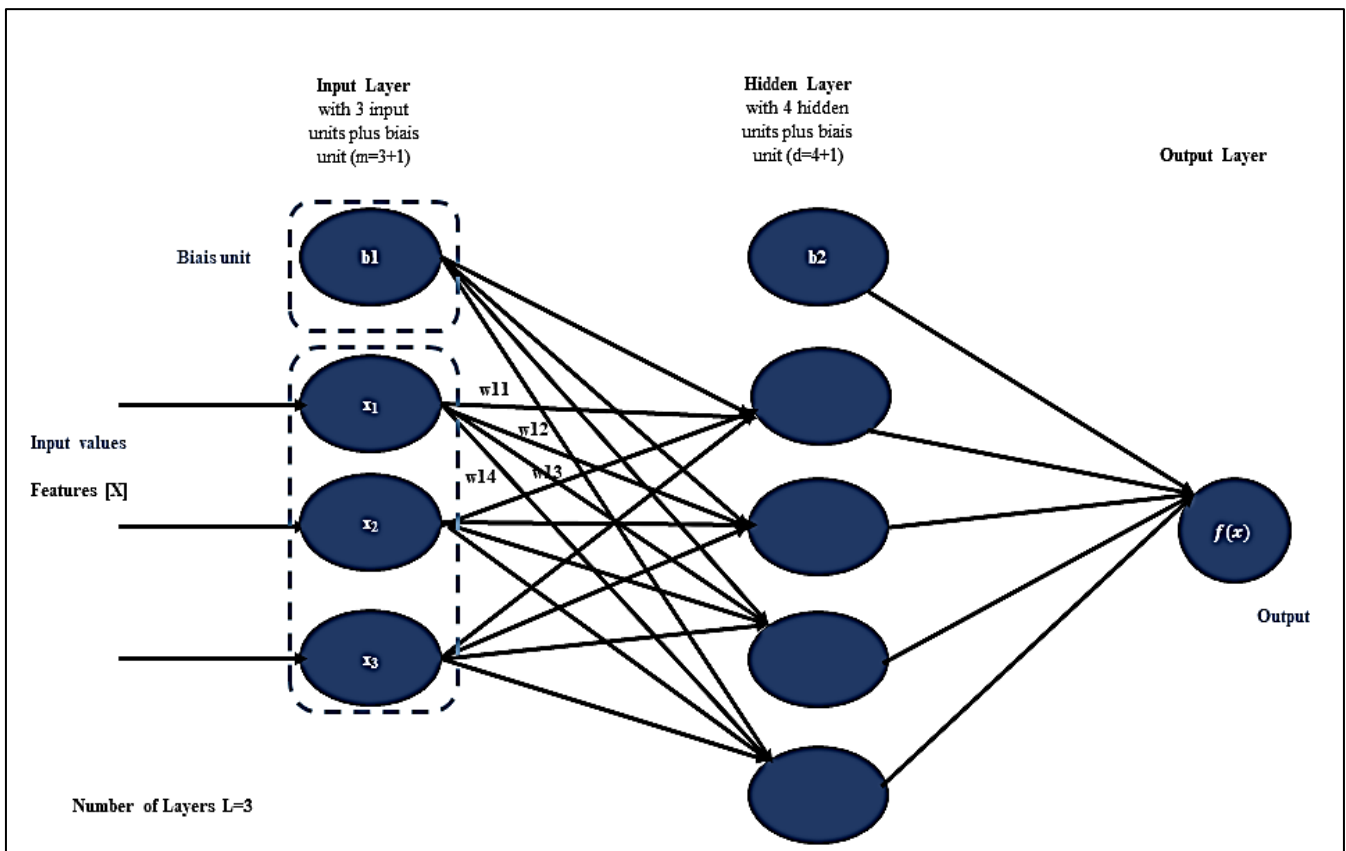 Input Layer
with 3 input
units plus biais
unit (m=3+1)
Hidden Layer
with 4 hidden
units plus biais
unit (d=4+1)
Output Layer
Biais unit
b1
b2
x₁
w11
w12
w13
w14
Input values
Features [X]
x₂
x₃
f(x)
Output
Number of Layers L=3